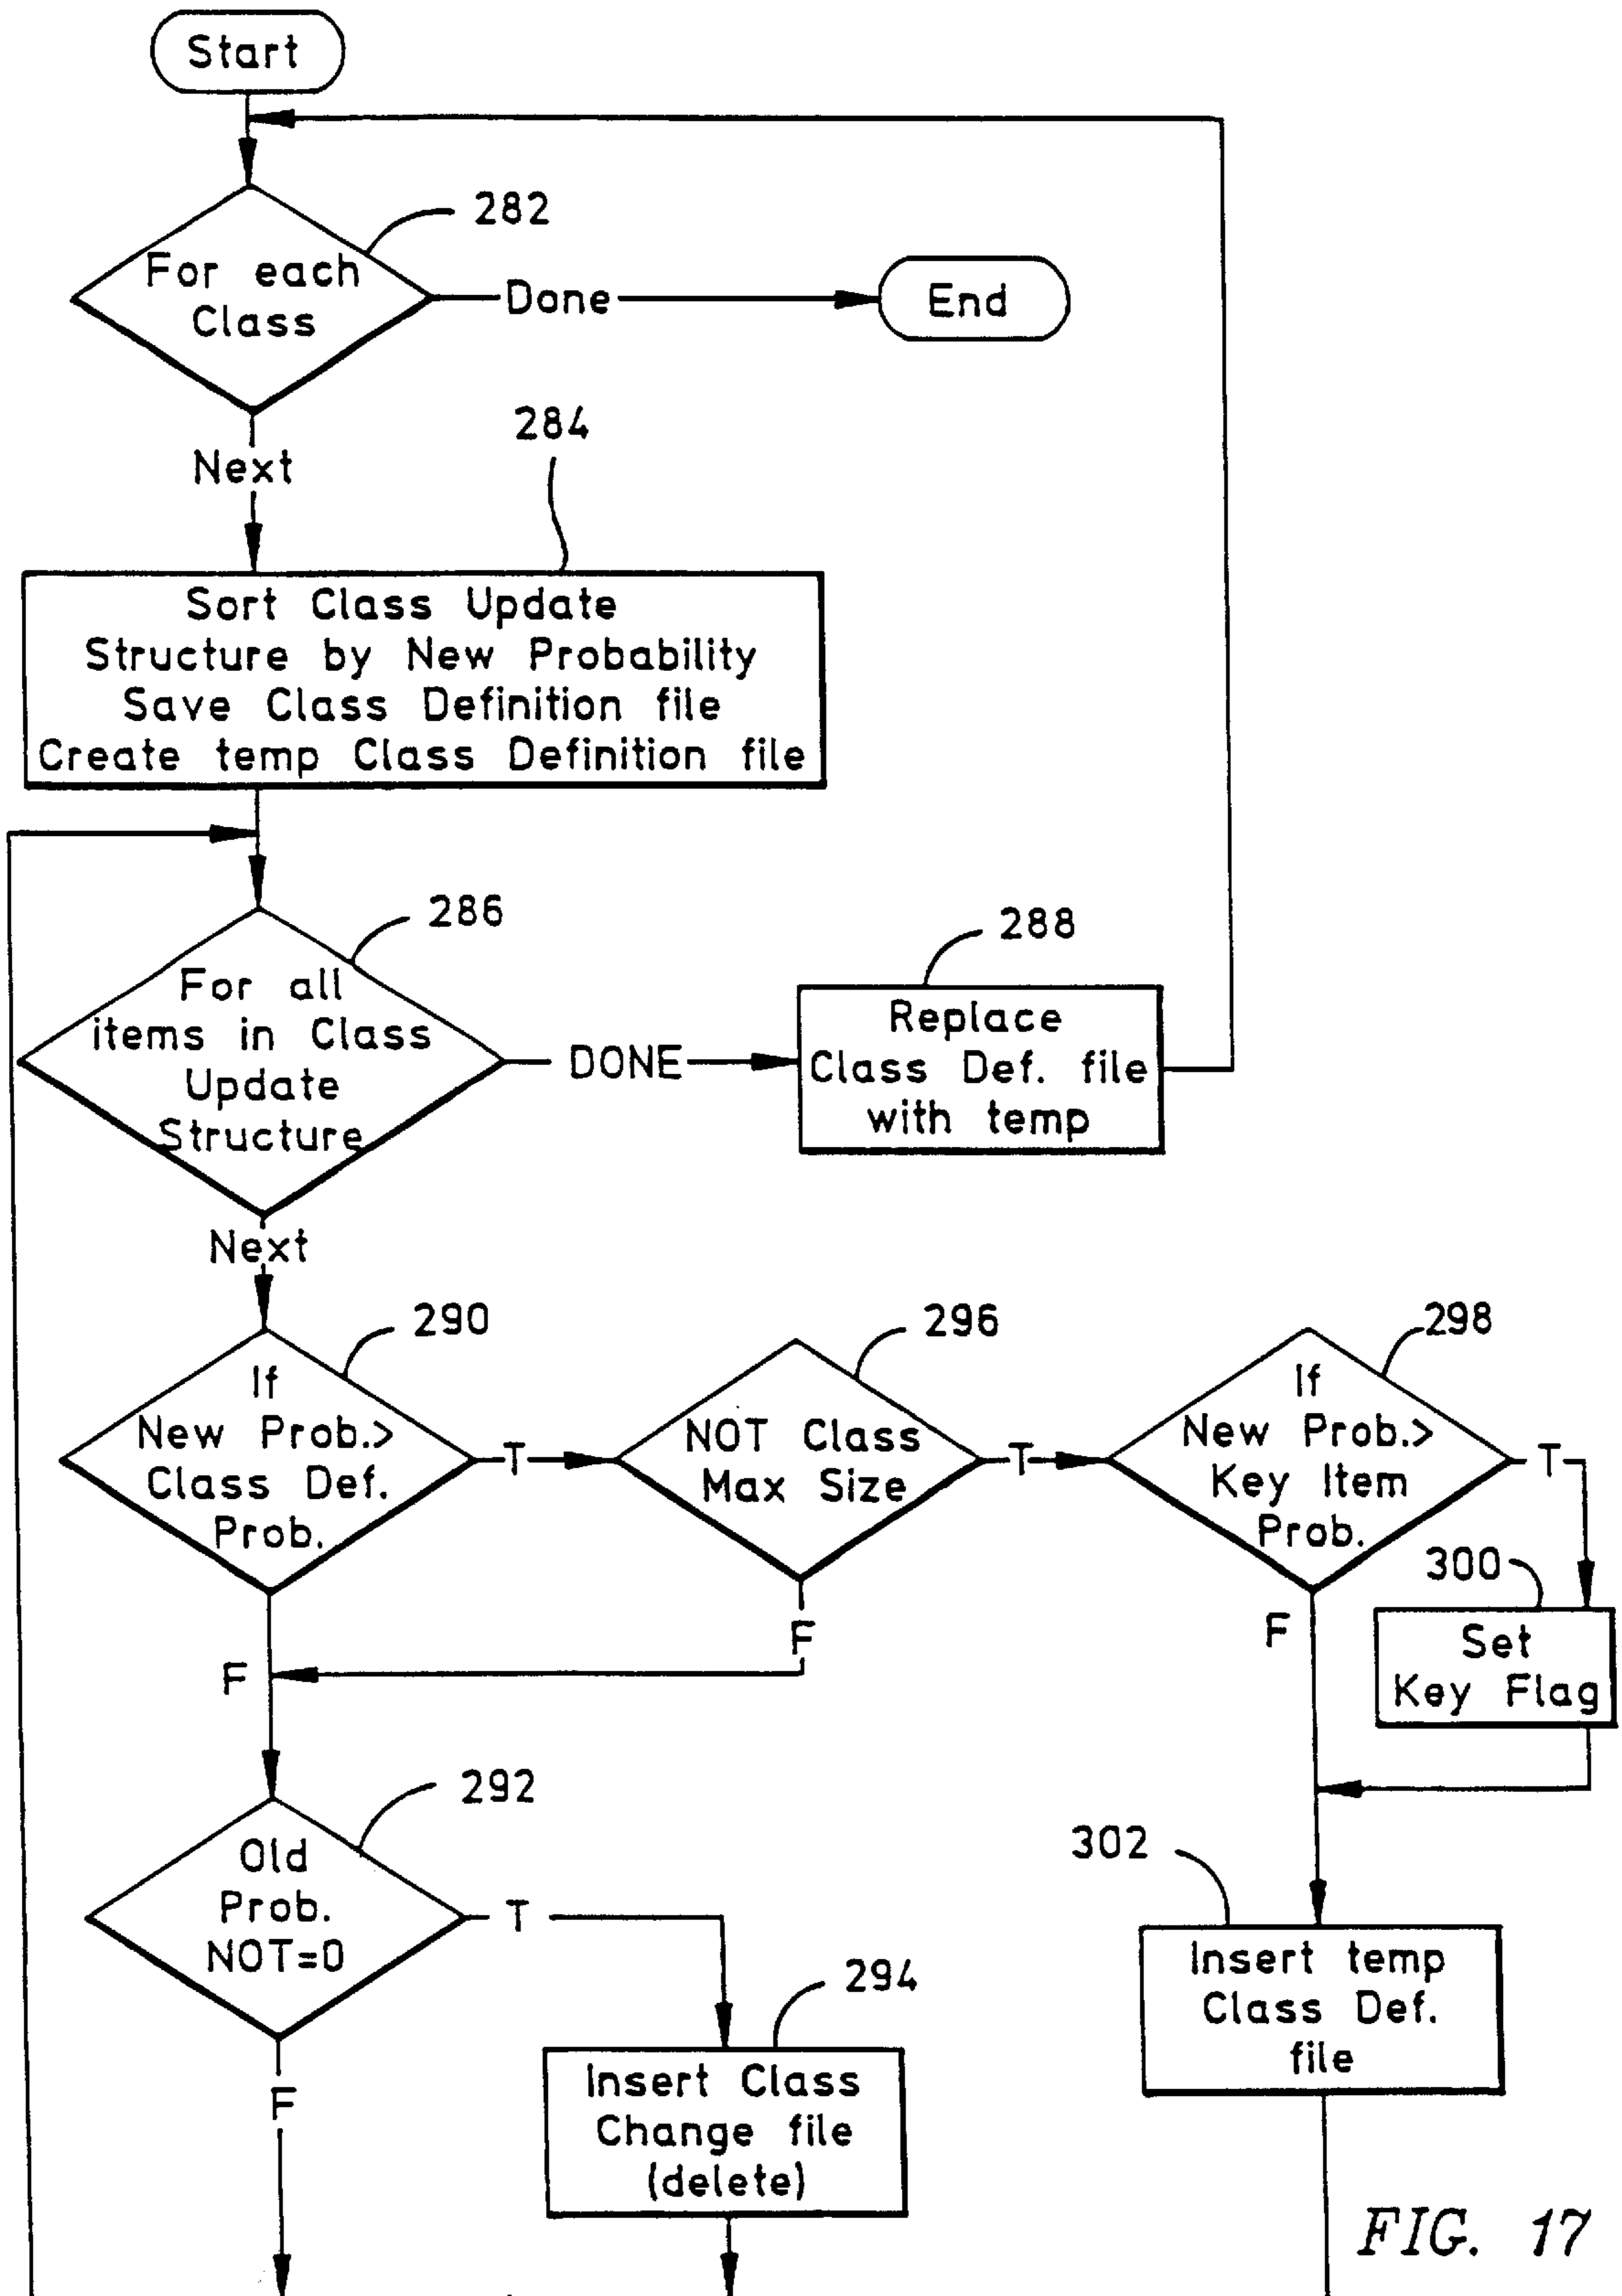 Start
282
For each
Class
Done
End
Next
284
Sort Class Update
Structure by New Probability
Save Class Definition file
Create temp Class Definition file
286
For all
items in Class
Update
Structure
DONE
288
Replace
Class Def. file
with temp
Next
290
If
New Prob.>
Class Def.
Prob.
T
296
NOT Class
Max Size
T
298
If
New Prob.>
Key Item
Prob.
T
300
Set
Key Flag
F
F
F
292
Old
Prob.
NOT=0
T
294
Insert Class
Change file
(delete)
F
302
Insert temp
Class Def.
file
FIG. 17